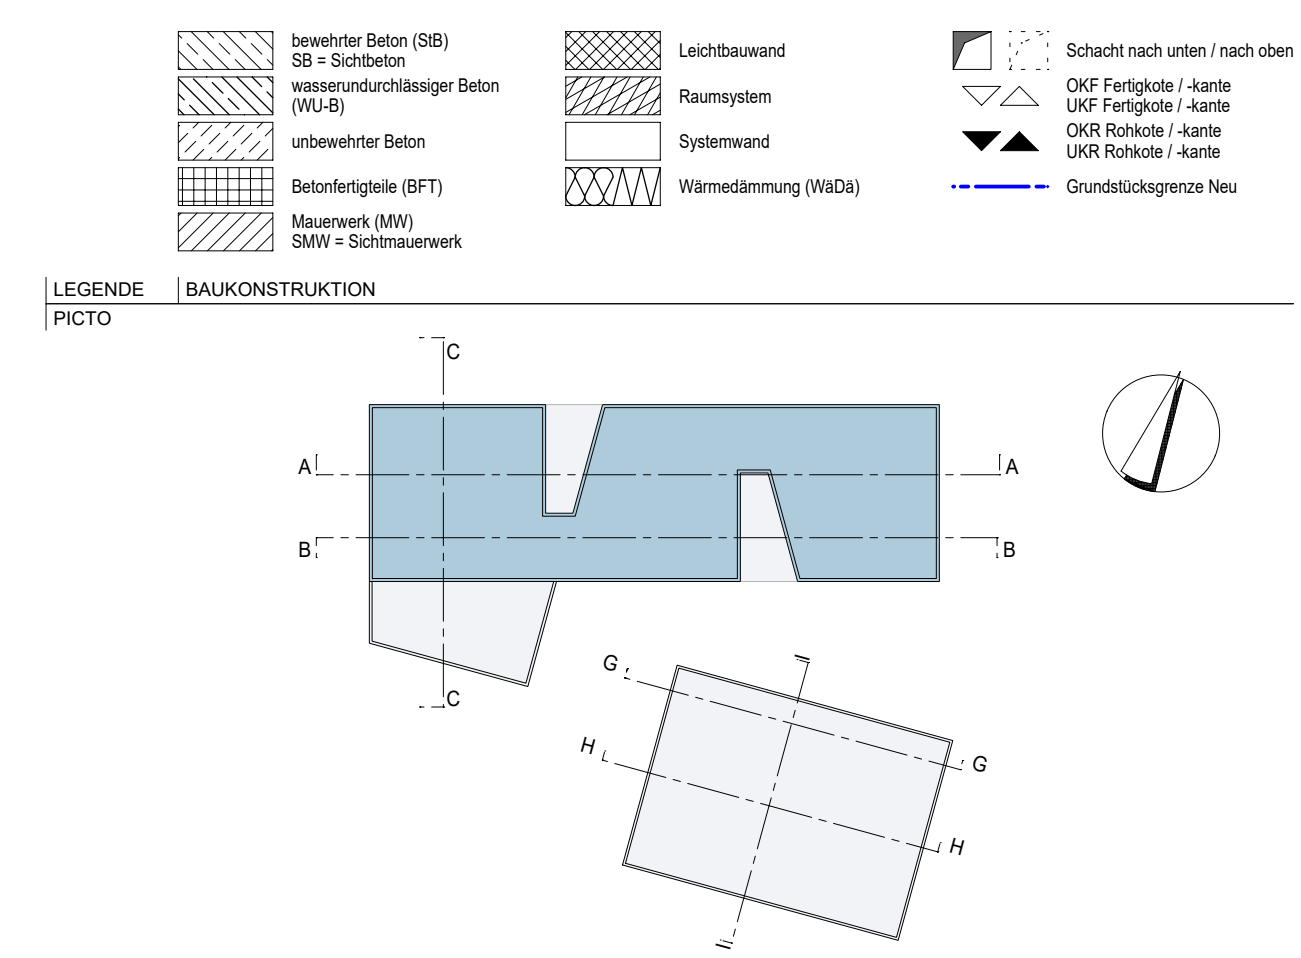 bewehrter Beton (StB)
SB = Sichtbeton
wasserundurchlässiger Beton
(WU-B)
unbewehrter Beton
Betonfertigteile (BFT)
Mauerwerk (MW)
SMW = Sichtmauerwerk
Leichtbauwand
Raumsystem
Systemwand
Wärmedämmung (WäDä)
Schacht nach unten / nach oben
OKF Fertigkote / -kante
UKF Fertigkote / -kante
OKR Rohkote / -kante
UKR Rohkote / -kante
Grundstücksgrenze Neu
LEGENDE BAUKONSTRUKTION
PICTO
C
A A
B B
C
G
I
H
G
H
I